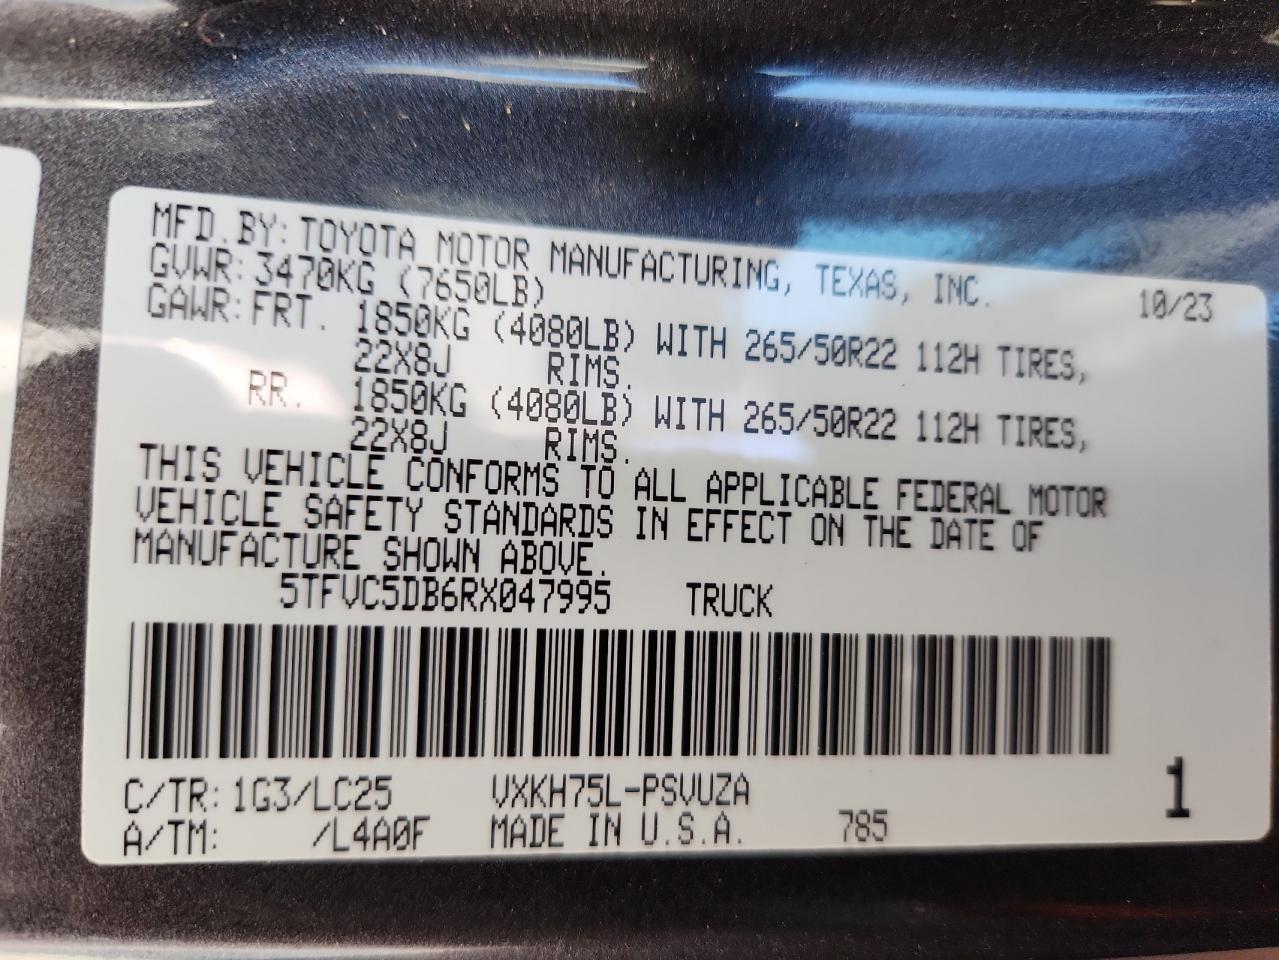 MFD. BY: TOYOTA MOTOR MANUFACTURING, TEXAS, INC. 10/23
GVWR: 3470KG (7650LB)
GAWR: FRT. 1850KG (4080LB) WITH 265/50R22 112H TIRES,
22X8J RIMS.
RR. 1850KG (4080LB) WITH 265/50R22 112H TIRES,
22X8J RIMS.
THIS VEHICLE CONFORMS TO ALL APPLICABLE FEDERAL MOTOR
VEHICLE SAFETY STANDARDS IN EFFECT ON THE DATE OF
MANUFACTURE SHOWN ABOVE.
5TFVC5DB6RX047995 TRUCK
C/TR: 1G3/LC25 VXKH75L-PSVUZA 1
A/TM: /L4A0F MADE IN U.S.A. 785